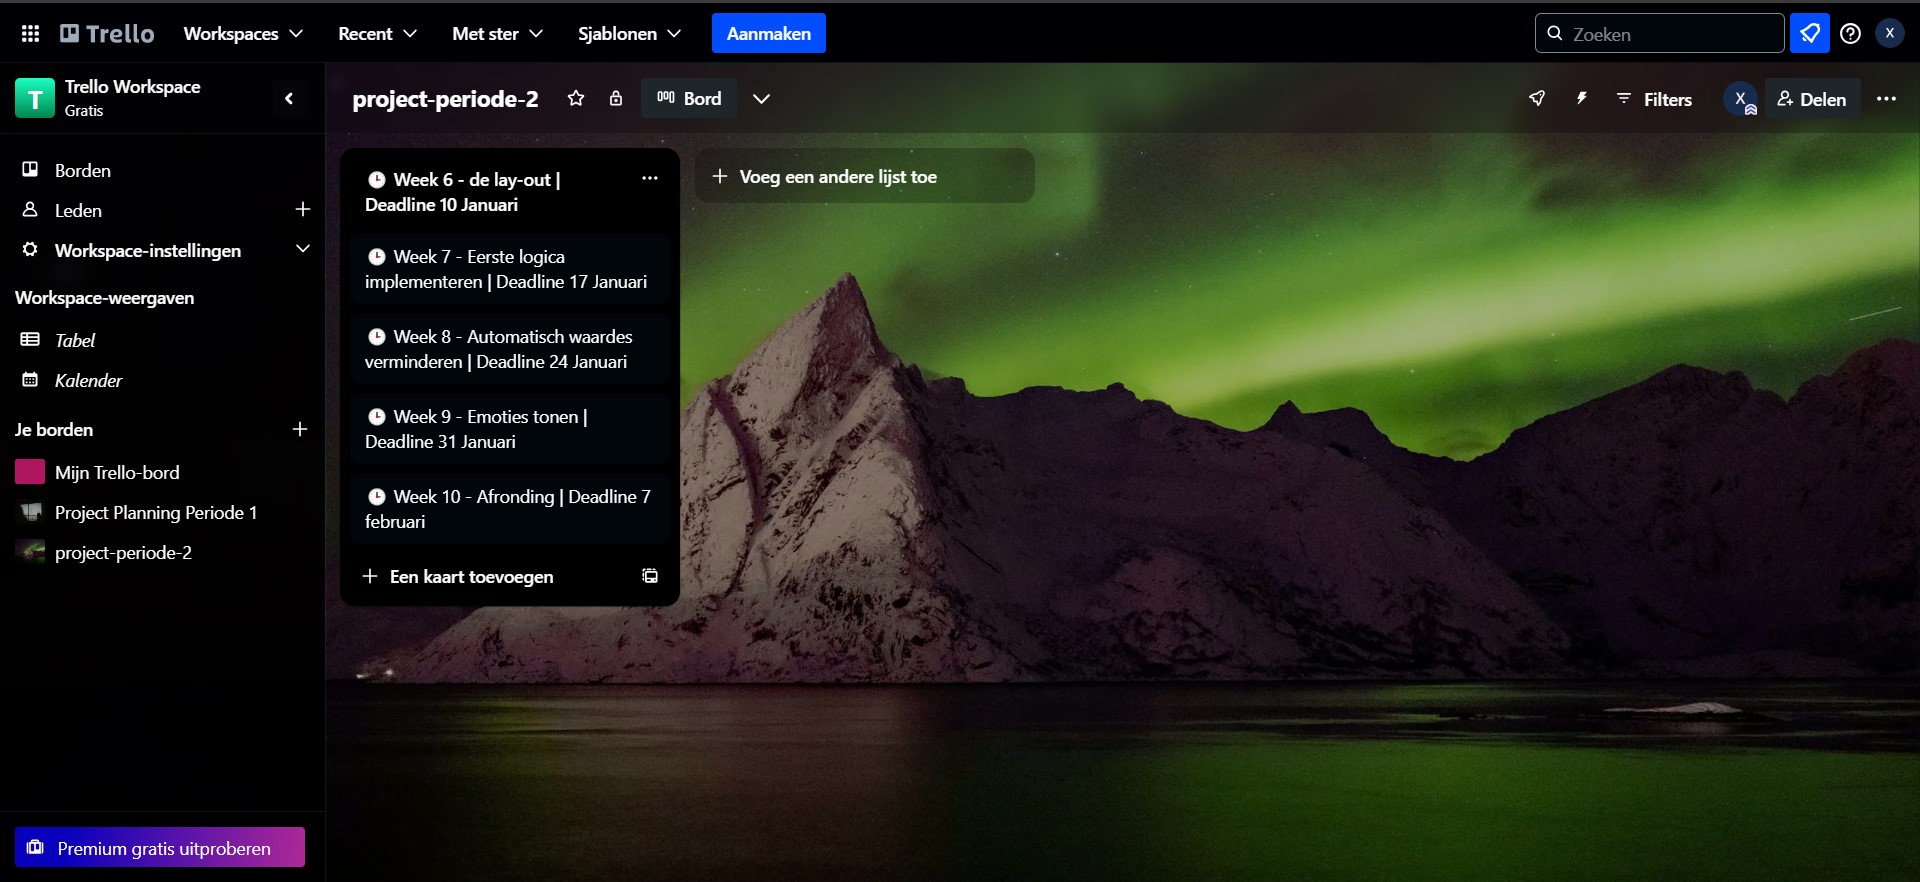 Trello
Workspaces
Recent
Met ster
Sjablonen
Aanmaken
Zoeken
X
T
Trello Workspace
Gratis
project-periode-2
Bord
Filters
X
Delen
Borden
Leden
Workspace-instellingen
Workspace-weergaven
Tabel
Kalender
Je borden
Mijn Trello-bord
Project Planning Periode 1
project-periode-2
Premium gratis uitproberen
Week 6 - de lay-out |
Deadline 10 Januari
Week 7 - Eerste logica
implementeren | Deadline 17 Januari
Week 8 - Automatisch waardes
verminderen | Deadline 24 Januari
Week 9 - Emoties tonen |
Deadline 31 Januari
Week 10 - Afronding | Deadline 7
februari
Een kaart toevoegen
Voeg een andere lijst toe